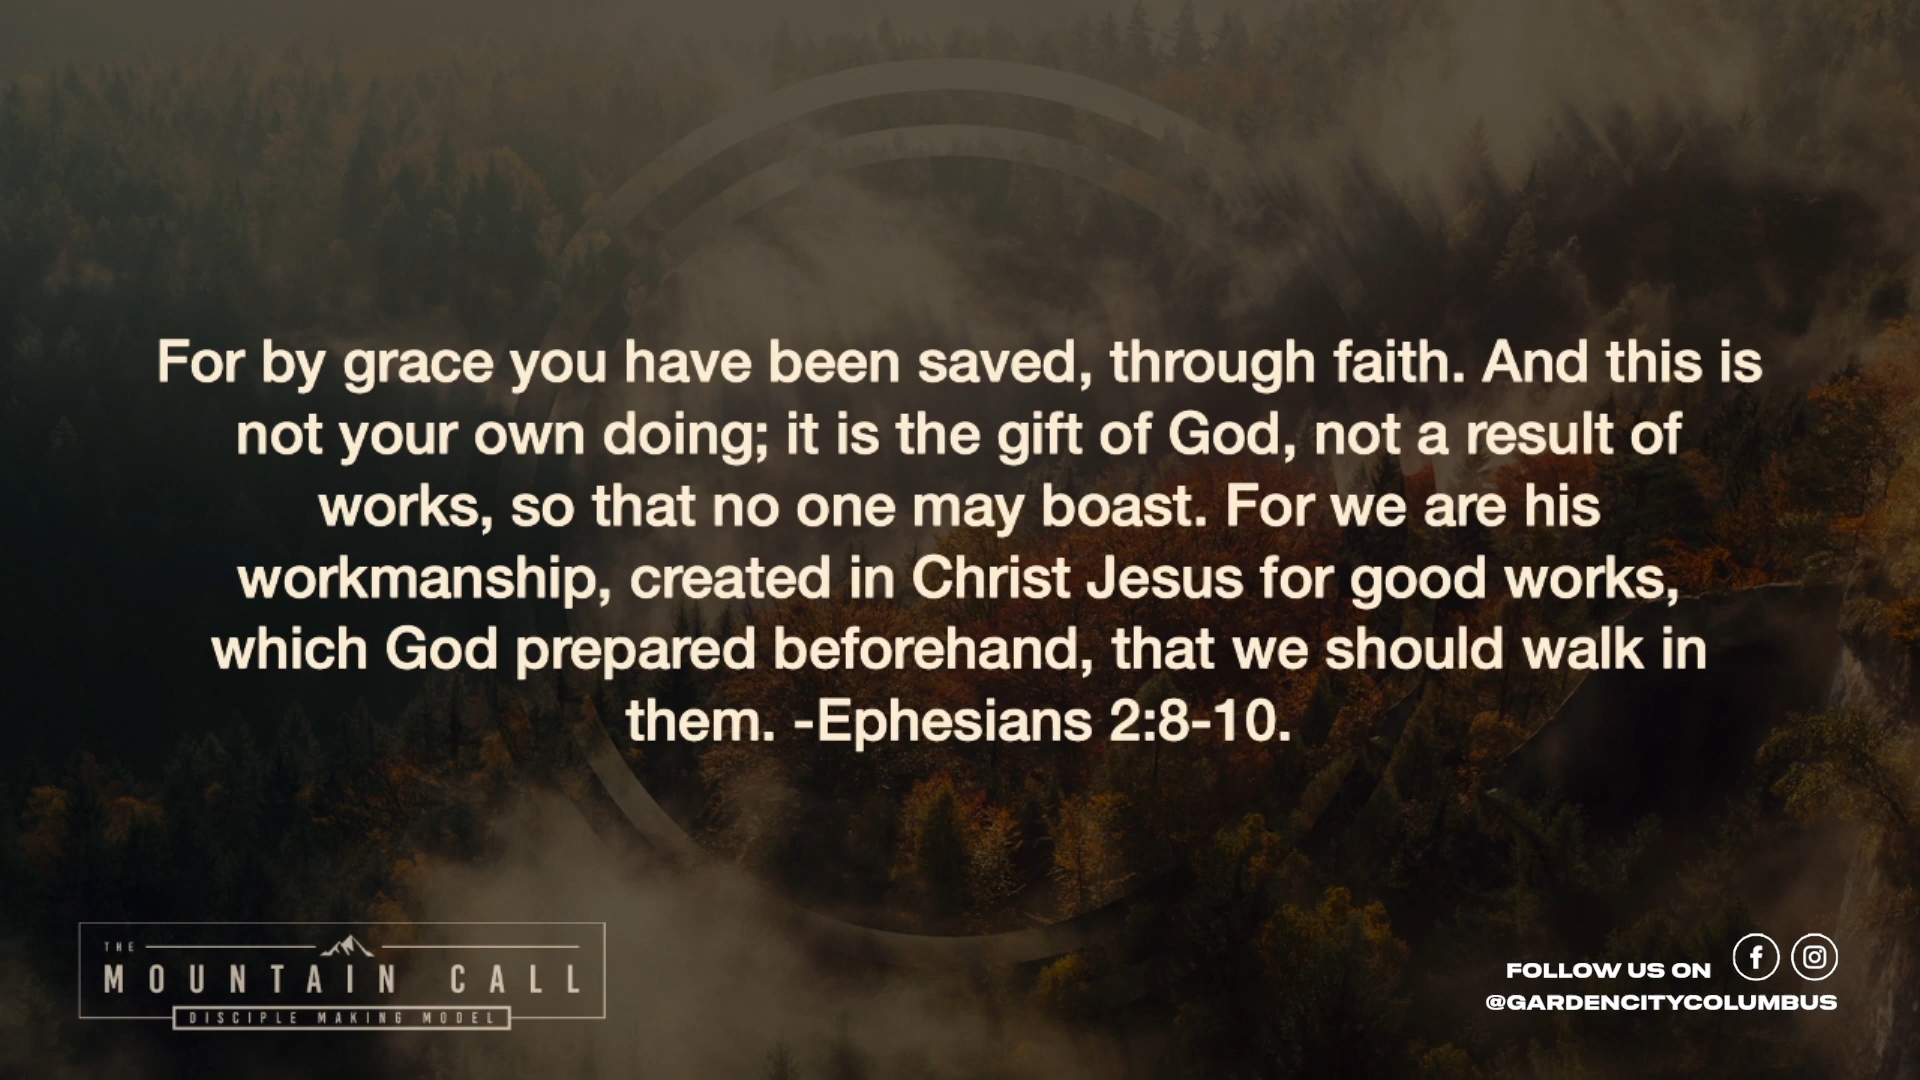 For by grace you have been saved, through faith. And this is
not your own doing; it is the gift of God, not a result of
works, so that no one may boast. For we are his
workmanship, created in Christ Jesus for good works,
which God prepared beforehand, that we should walk in
them. -Ephesians 2:8-10.
THE
MOUNTAIN CALL
DISCIPLE MAKING MODEL
FOLLOW US ON
@GARDENCITYCOLUMBUS